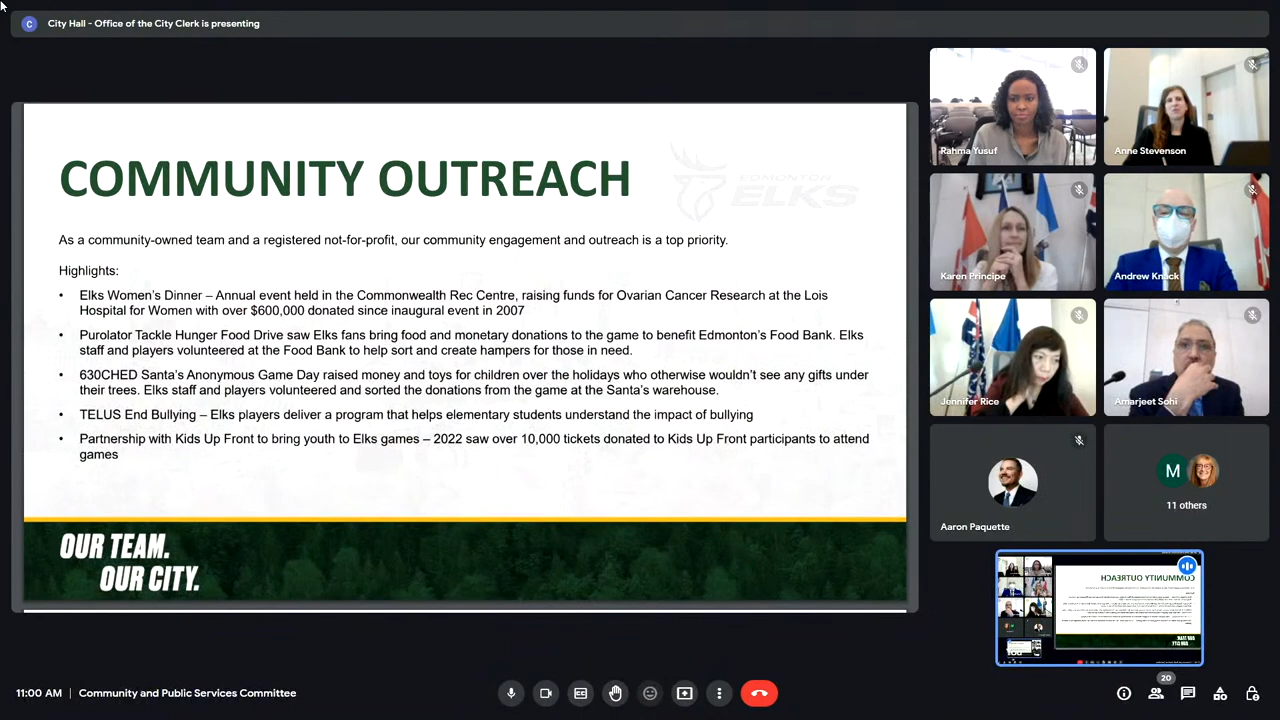 C
City Hall - Office of the City Clerk is presenting
COMMUNITY OUTREACH
EDMONTON
ELKS
As a community-owned team and a registered not-for-profit, our community engagement and outreach is a top priority.
Highlights:
• Elks Women's Dinner – Annual event held in the Commonwealth Rec Centre, raising funds for Ovarian Cancer Research at the Lois
Hospital for Women with over $600,000 donated since inaugural event in 2007
• Purolator Tackle Hunger Food Drive saw Elks fans bring food and monetary donations to the game to benefit Edmonton's Food Bank. Elks
staff and players volunteered at the Food Bank to help sort and create hampers for those in need.
• 630CHED Santa's Anonymous Game Day raised money and toys for children over the holidays who otherwise wouldn't see any gifts under
their trees. Elks staff and players volunteered and sorted the donations from the game at the Santa's warehouse.
• TELUS End Bullying – Elks pros deliver a program that helps elementary students understand the impact of bullying
• Partnership with Kids Up Front to bring youth to Elks games – 2022 saw over 10,000 tickets donated to Kids Up Front participants to attend
games
OUR TEAM.
OUR CITY.
Rahma Yusuf
Anne Stevenson
Karen Principe
Andrew Knack
Jennifer Rice
Amarjeet Sohi
Aaron Paquette
M
11 others
COMMUNITY OUTREACH
OUR TEAM
OUR CITY
11:00 AM | Community and Public Services Committee
20